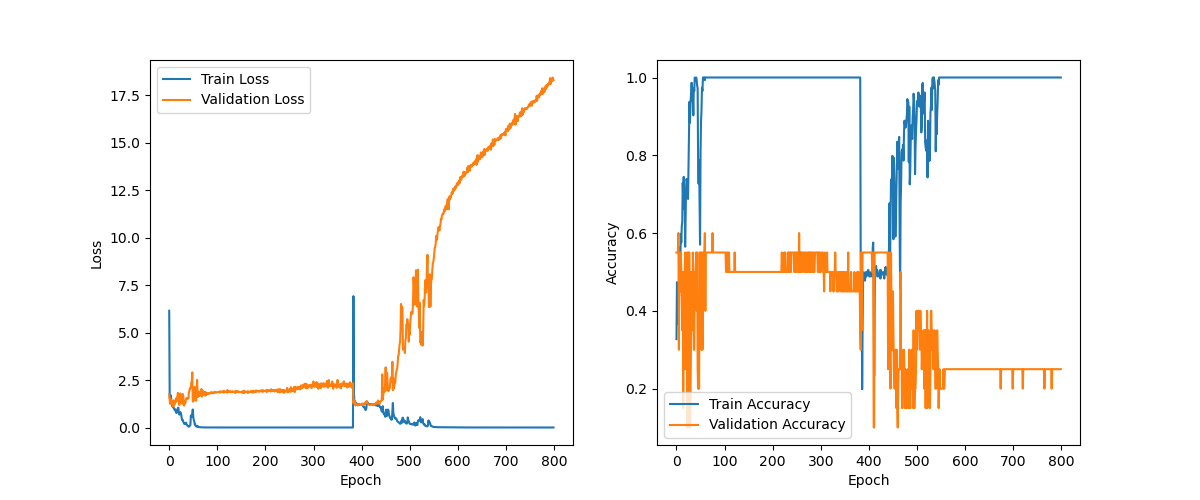 Train Loss
Validation Loss
17.5
15.0
12.5
10.0
7.5
5.0
2.5
0.0
Loss
0 100 200 300 400 500 600 700 800
Epoch
1.0
0.8
0.6
0.4
0.2
Accuracy
Train Accuracy
Validation Accuracy
0 100 200 300 400 500 600 700 800
Epoch